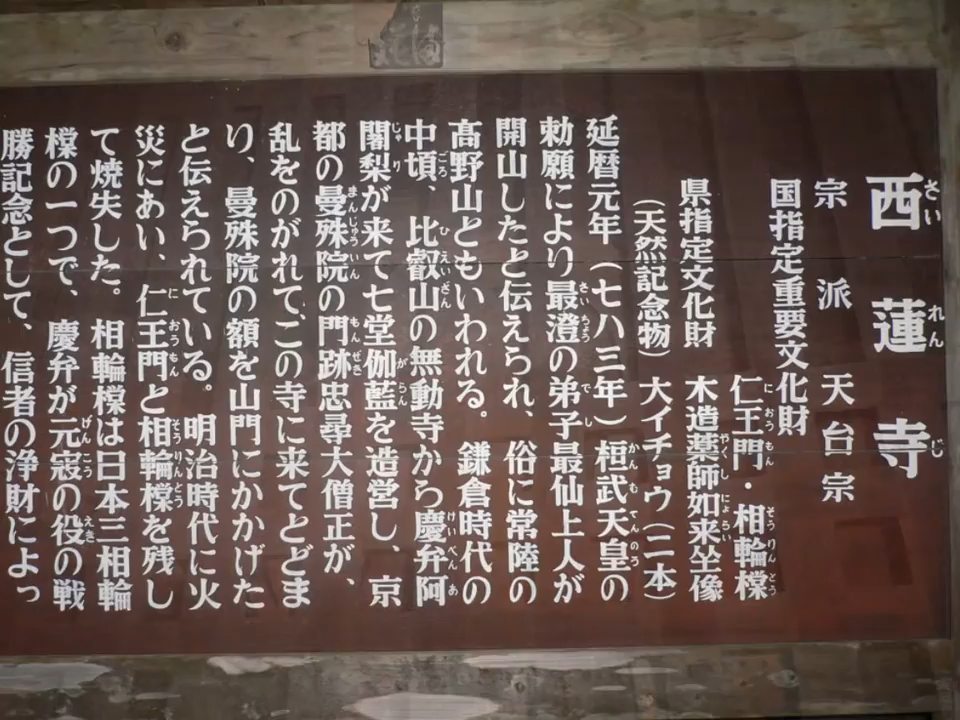 西蓮寺
宗派 天台宗
国指定重要文化財
仁王門・相輪橖
県指定文化財 木造薬師如来坐像
(天然記念物) 大イチョウ(二本)
延暦元年(七八三年)桓武天皇の
勅願により最澄の弟子最仙上人が
開山したと伝えられ、俗に常陸の
髙野山ともいわれる。鎌倉時代の
中頃、比叡山の無動寺から慶弁阿
闍梨が来て七堂伽藍を造営し、京
都の曼殊院の門跡忠尋大僧正が、
乱をのがれて、この寺に来てとどま
り、曼殊院の額を山門にかかげた
と伝えられている。明治時代に火
災にあい、仁王門と相輪橖を残し
て焼失した。相輪橖は日本三相輪
橖の一つで、慶弁が元寇の役の戦
勝記念として、信者の浄財によっ